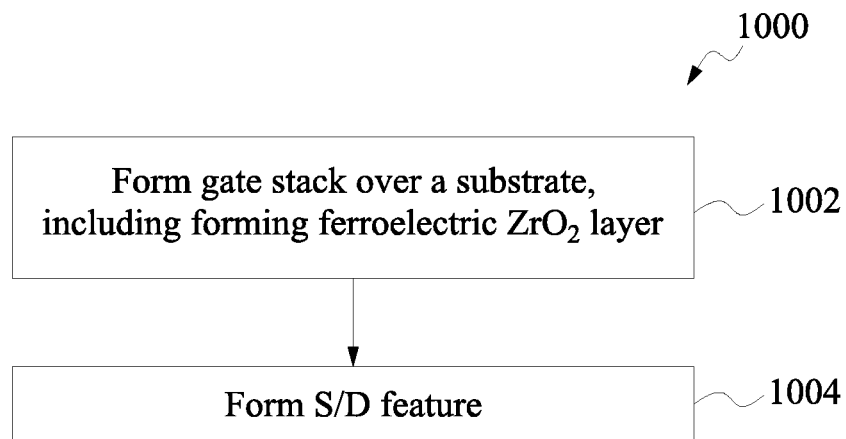 1000
Form gate stack over a substrate,
including forming ferroelectric ZrO₂ layer
1002
Form S/D feature
1004